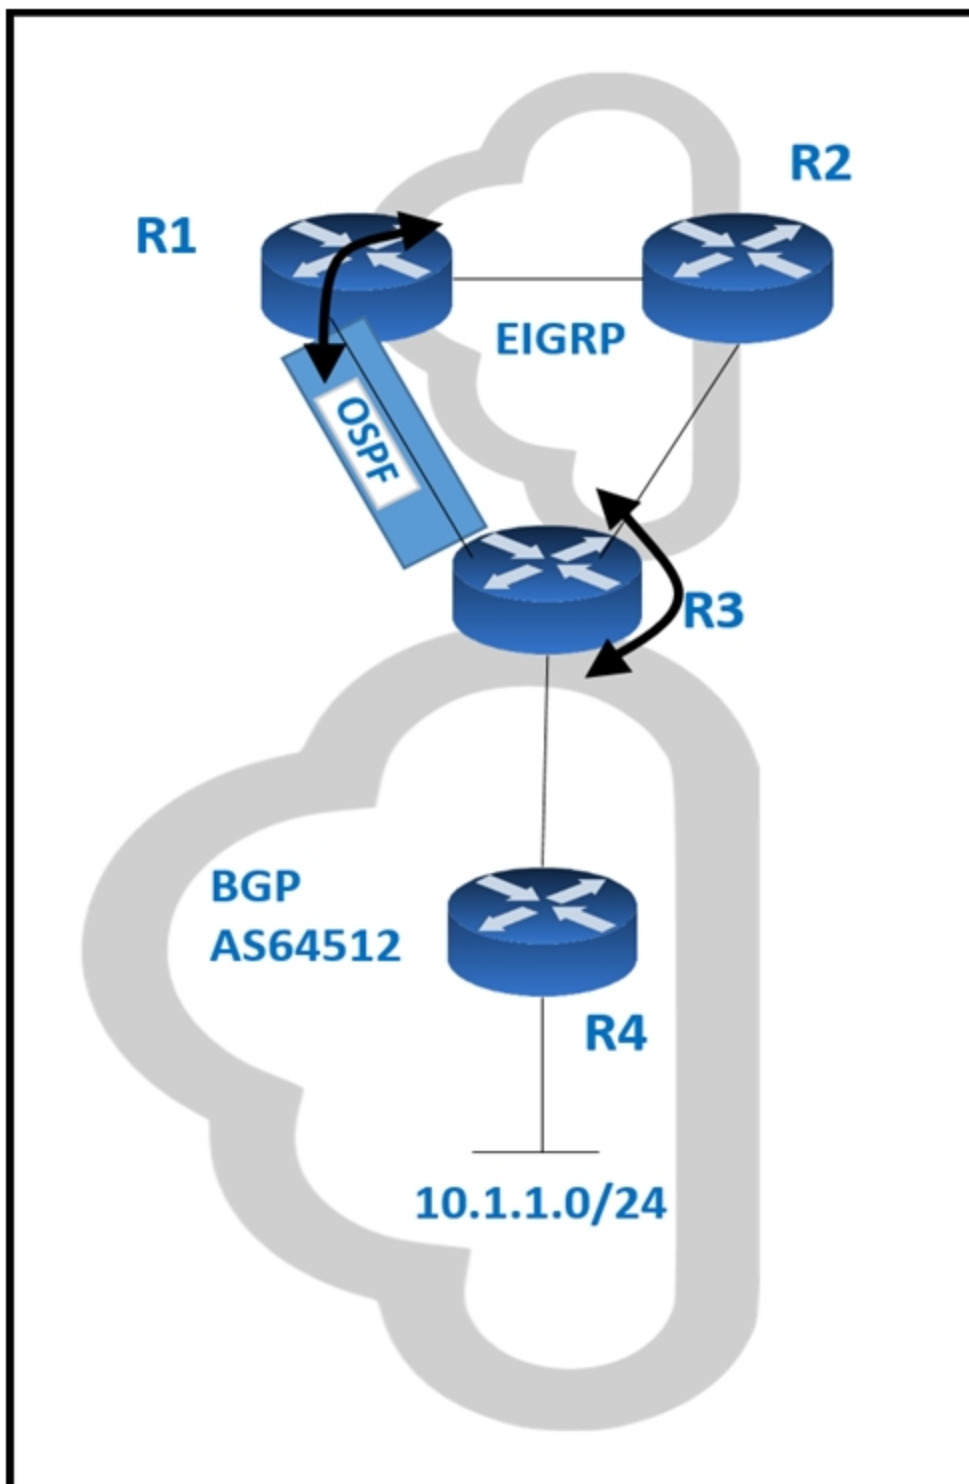 R2
R1
EIGRP
OSPF
R3
BGP
AS64512
R4
10.1.1.0/24